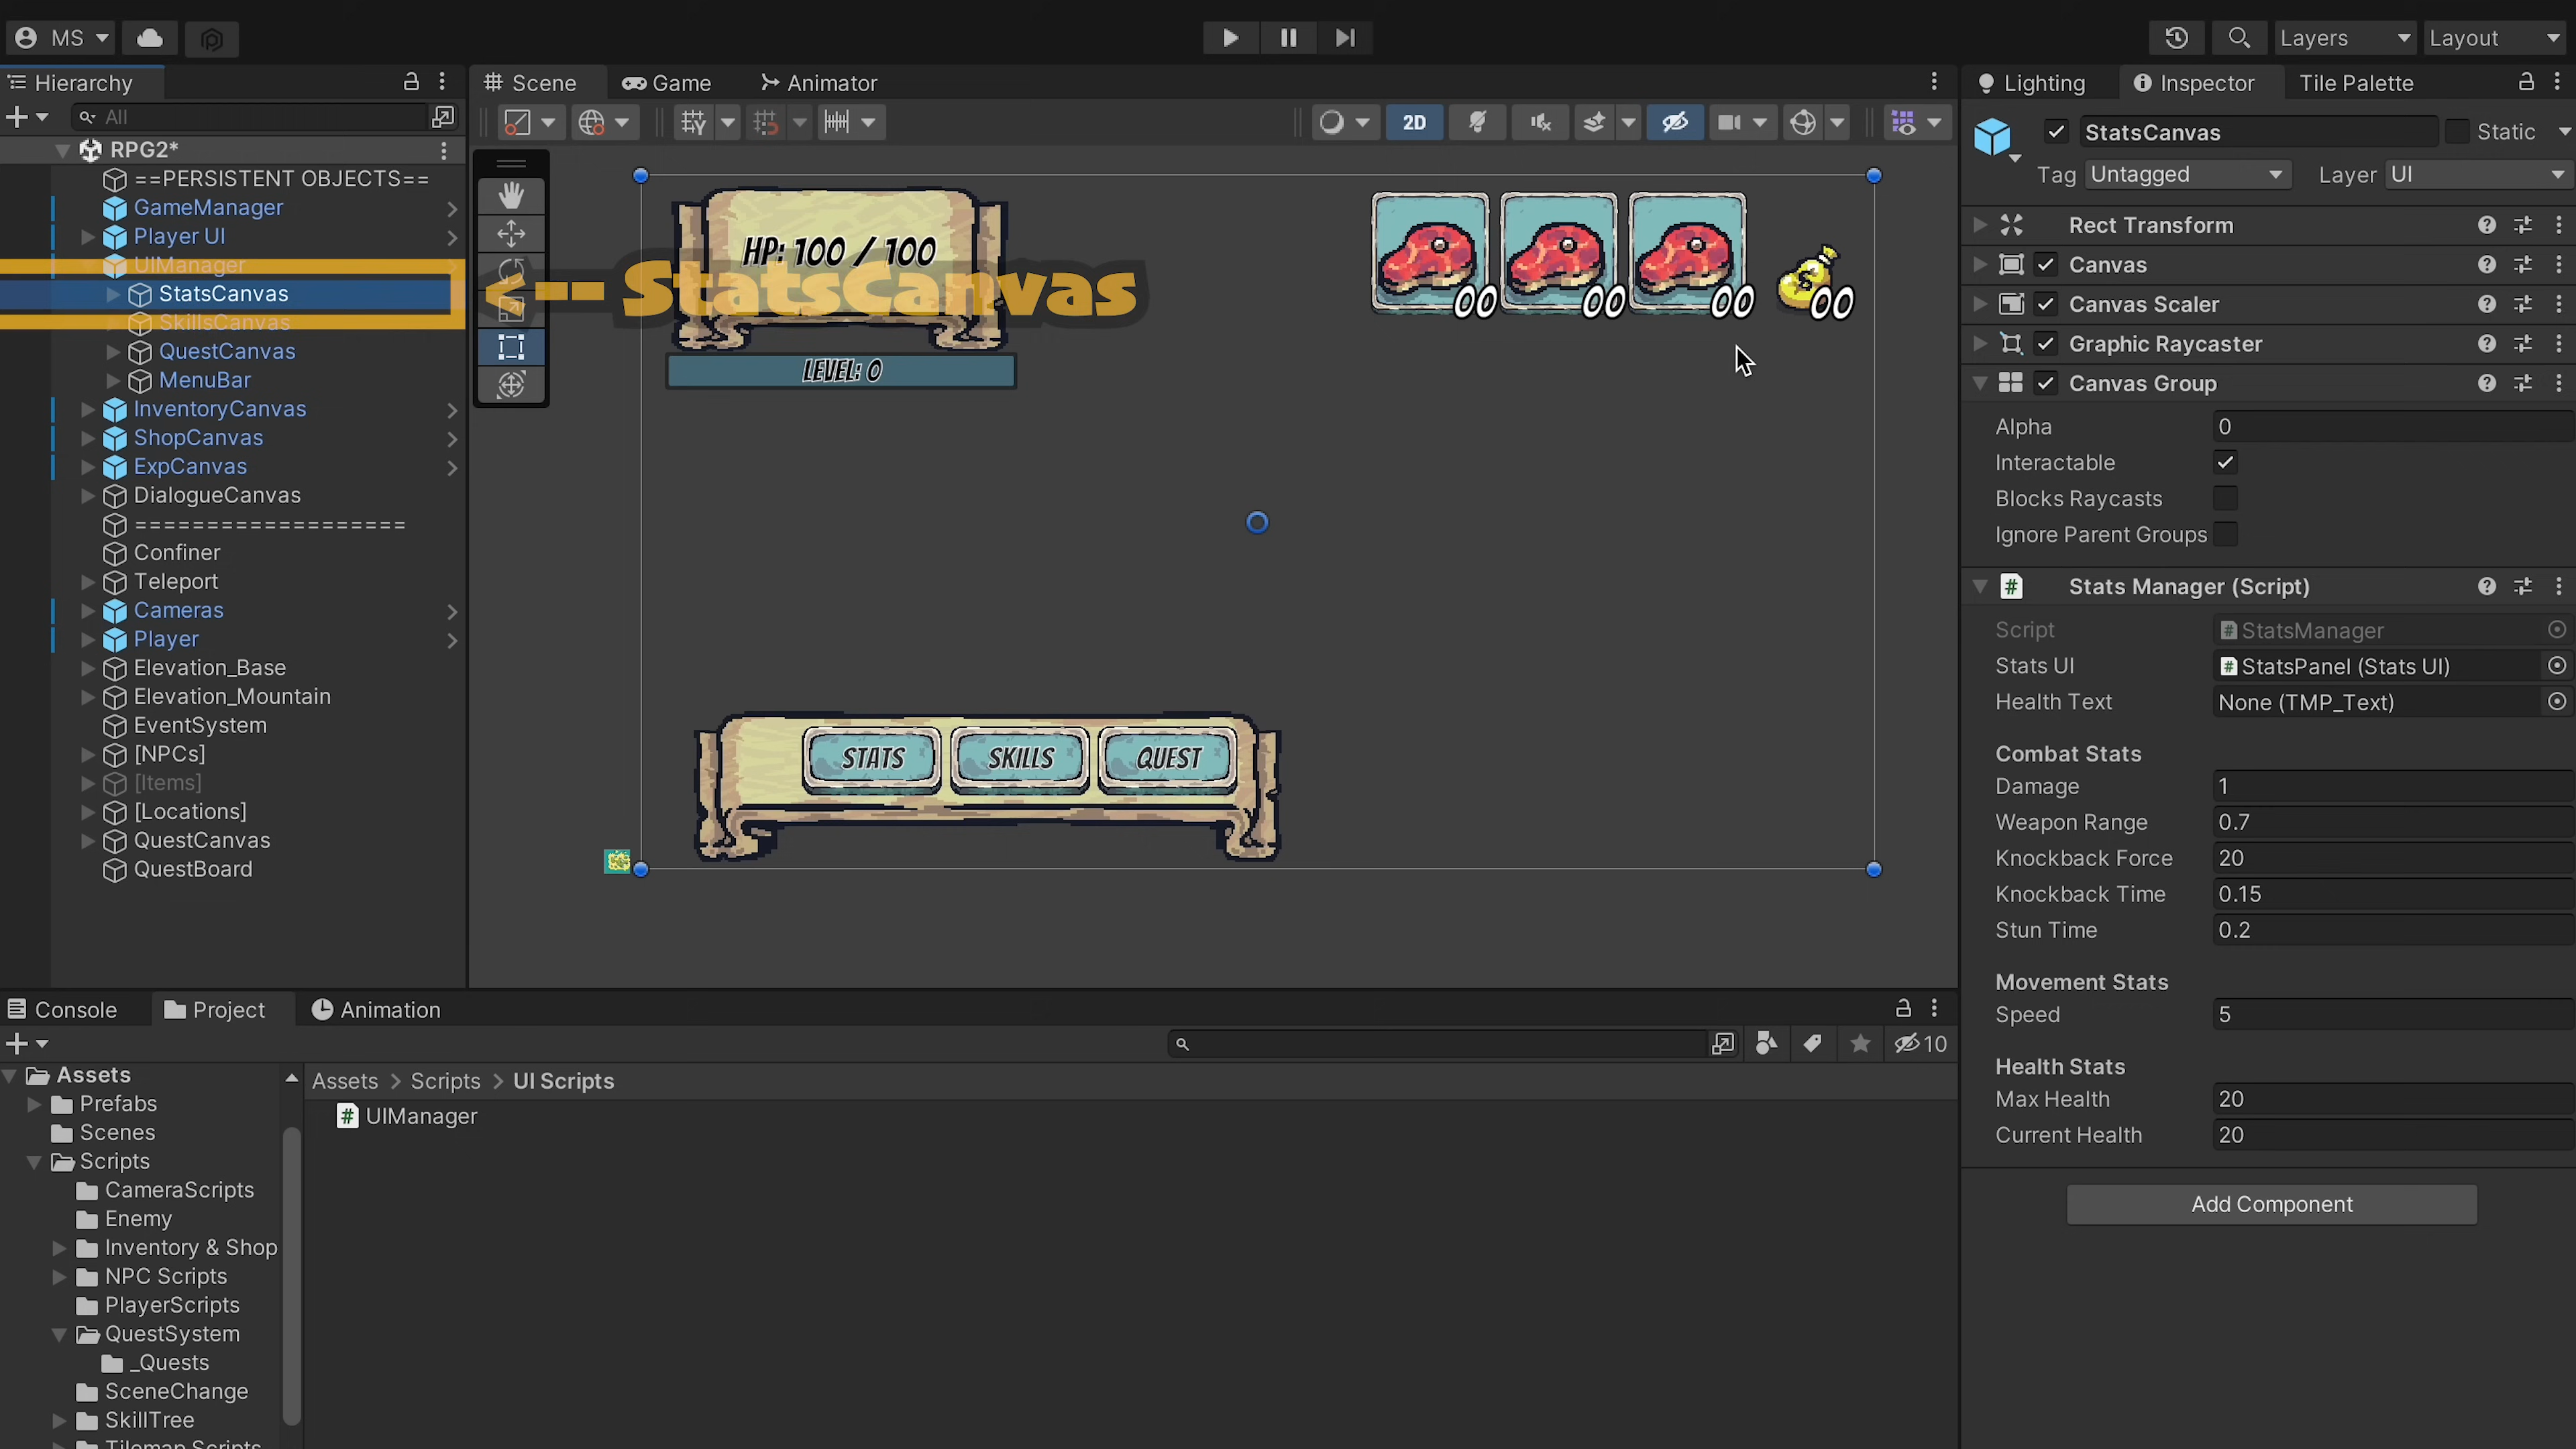 MS
Layers
Layout
Hierarchy
Scene
Game
Animator
Lighting
Inspector
Tile Palette
All
2D
RPG2*
==PERSISTENT OBJECTS==
GameManager
Player UI
UIManager
StatsCanvas
SkillsCanvas
QuestCanvas
MenuBar
InventoryCanvas
ShopCanvas
ExpCanvas
DialogueCanvas
===================
Confiner
Teleport
Cameras
Player
Elevation_Base
Elevation_Mountain
EventSystem
[NPCs]
[Items]
[Locations]
QuestCanvas
QuestBoard
HP: 100 / 100
<-- StatsCanvas
LEVEL: 0
00
00
00
00
STATS
SKILLS
QUEST
StatsCanvas
Static
Tag
Untagged
Layer
UI
Rect Transform
Canvas
Canvas Scaler
Graphic Raycaster
Canvas Group
Alpha
0
Interactable
Blocks Raycasts
Ignore Parent Groups
# Stats Manager (Script)
Script
# StatsManager
Stats UI
# StatsPanel (Stats UI)
Health Text
None (TMP_Text)
Combat Stats
Damage
1
Weapon Range
0.7
Knockback Force
20
Knockback Time
0.15
Stun Time
0.2
Movement Stats
Speed
5
Health Stats
Max Health
20
Current Health
20
Add Component
Console
Project
Animation
10
Assets
Prefabs
Scenes
Scripts
CameraScripts
Enemy
Inventory & Shop
NPC Scripts
PlayerScripts
QuestSystem
_Quests
SceneChange
SkillTree
Tilemap Scripts
Assets > Scripts > UI Scripts
# UIManager